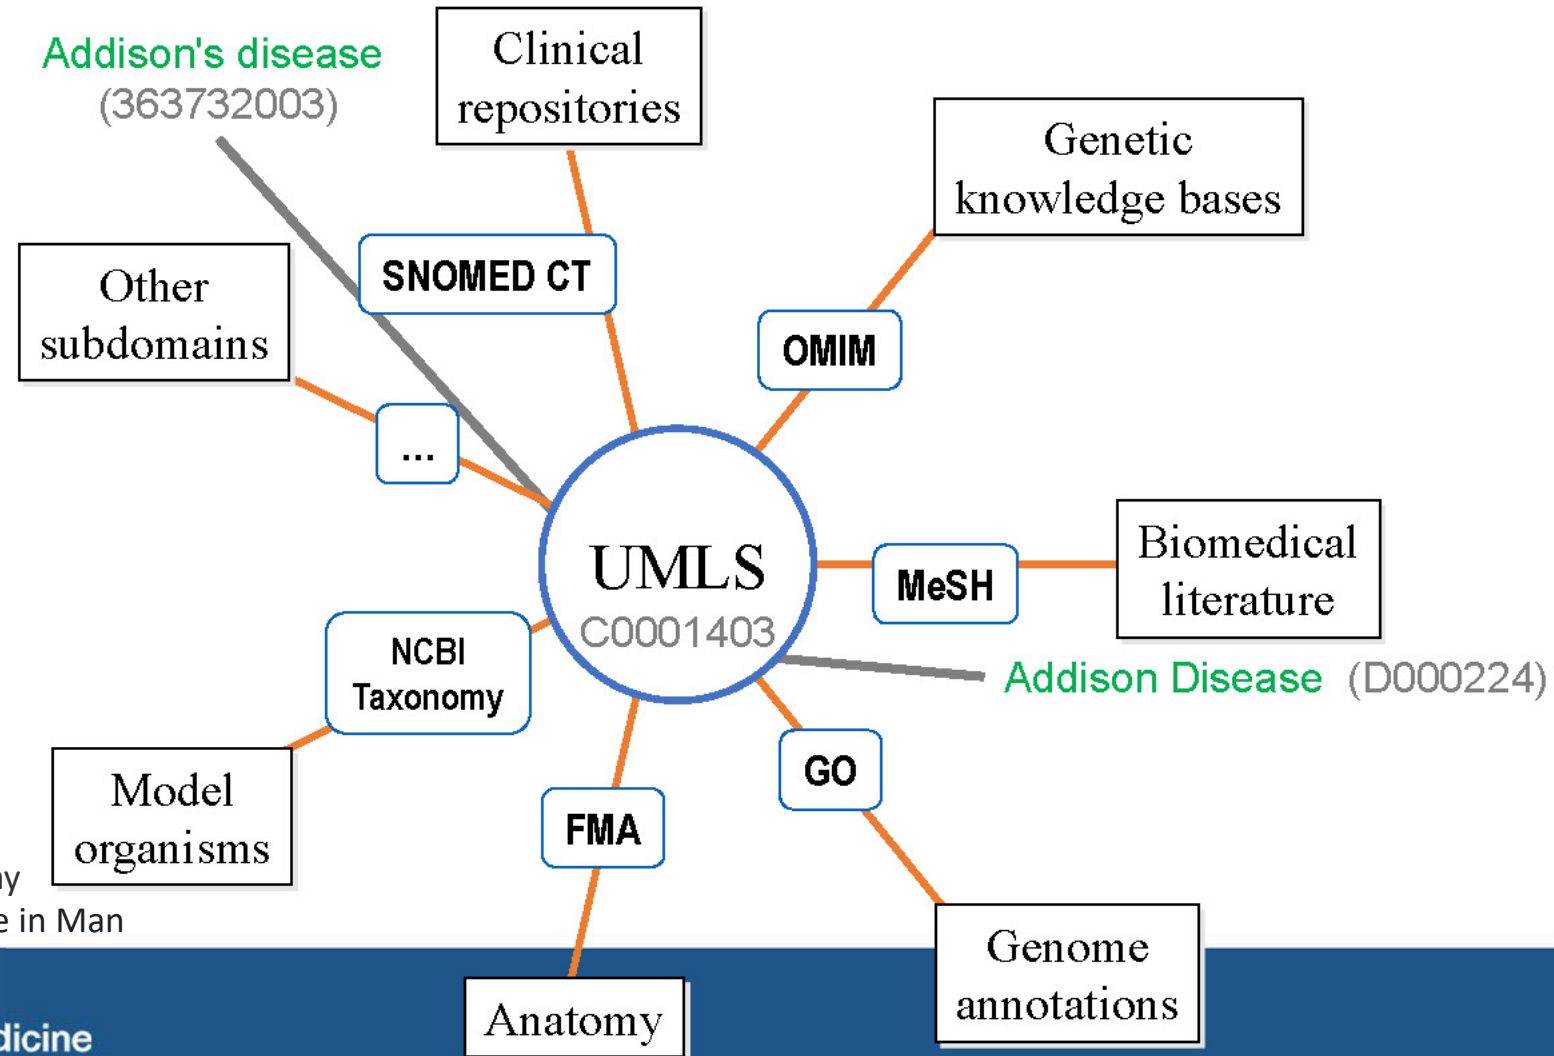 Addison's disease
(363732003)
Clinical
repositories
Genetic
knowledge bases
SNOMED CT
Other
subdomains
OMIM
...
UMLS
C0001403
MeSH
Biomedical
literature
Addison Disease (D000224)
NCBI
Taxonomy
GO
Model
organisms
FMA
e in Man
Genome
annotations
Anatomy
dicine